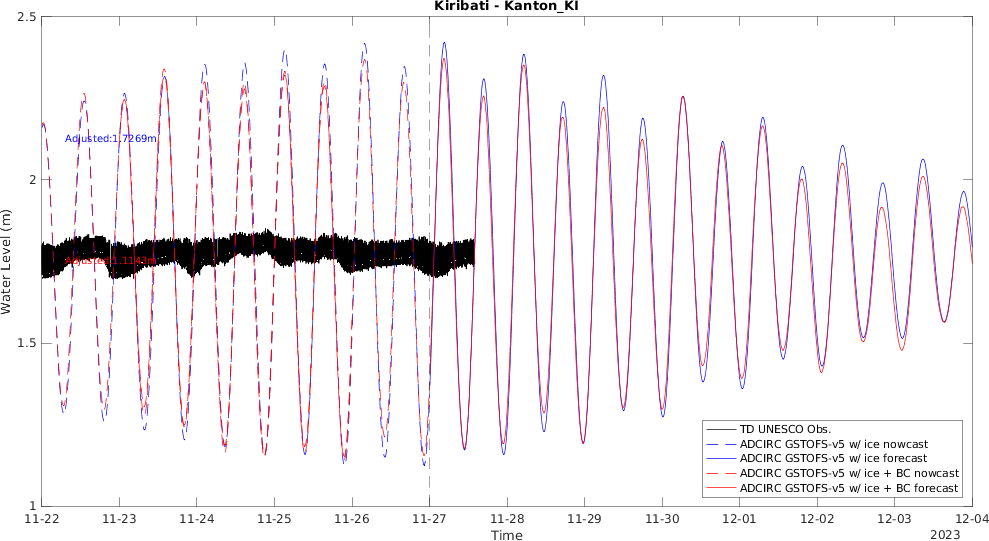 Kiribati - Kanton_KI
2.5
2
1.5
1
Water Level (m)
Adjusted:1.7269m
11-22
11-23
11-24
11-25
11-26
11-27
11-28
11-29
11-30
12-01
12-02
12-03
12-04
Time
2023
TD UNESCO Obs.
ADCIRC GSTOFS-v5 w/ ice nowcast
ADCIRC GSTOFS-v5 w/ ice forecast
ADCIRC GSTOFS-v5 w/ ice + BC nowcast
ADCIRC GSTOFS-v5 w/ ice + BC forecast